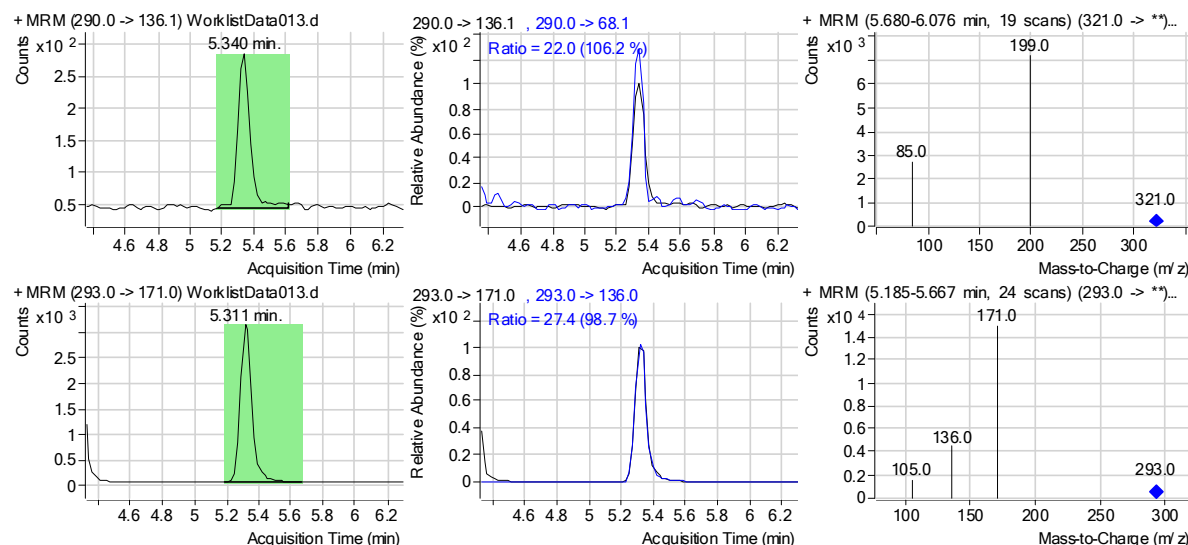 + MRM (290.0 -> 136.1) WorklistData013.d
Counts
x10 2
5.340 min.
2.5
2
1.5
1
0.5
4.6 4.8 5 5.2 5.4 5.6 5.8 6 6.2
Acquisition Time (min)
290.0 -> 136.1 , 290.0 -> 68.1
Relative Abundance (%)
x10 2
Ratio = 22.0 (106.2 %)
1
0.8
0.6
0.4
0.2
0
4.6 4.8 5 5.2 5.4 5.6 5.8 6 6.2
Acquisition Time (min)
+ MRM (5.680-6.076 min, 19 scans) (321.0 -> **)...
Counts
x10 3
8
7
6
5
4
3
2
1
0
199.0
85.0
321.0
100 150 200 250 300
Mass-to-Charge (m/z)
+ MRM (293.0 -> 171.0) WorklistData013.d
Counts
x10 3
5.311 min.
2.5
2
1.5
1
0.5
0
4.6 4.8 5 5.2 5.4 5.6 5.8 6 6.2
Acquisition Time (min)
293.0 -> 171.0 , 293.0 -> 136.0
Relative Abundance (%)
x10 2
Ratio = 27.4 (98.7 %)
1
0.8
0.6
0.4
0.2
0
4.6 4.8 5 5.2 5.4 5.6 5.8 6 6.2
Acquisition Time (min)
+ MRM (5.185-5.667 min, 24 scans) (293.0 -> **)...
Counts
x10 4
1.4
1.2
1
0.8
0.6
0.4
0.2
0
171.0
136.0
105.0
293.0
100 150 200 250 300
Mass-to-Charge (m/z)